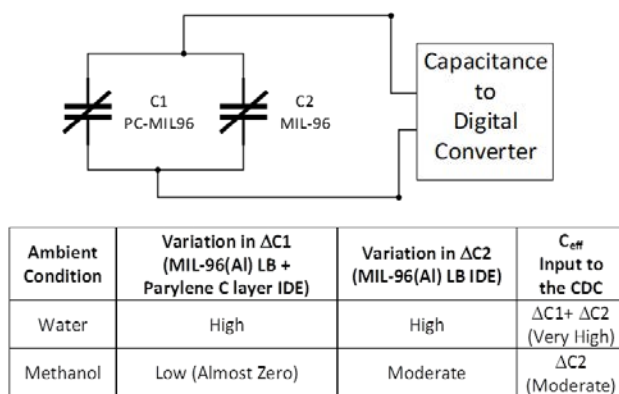 C1
PC-MIL96
C2
MIL-96
Capacitance
to
Digital
Converter
Ambient
Condition
Variation in ΔC1
(MIL-96(Al) LB +
Parylene C layer IDE)
Variation in ΔC2
(MIL-96(Al) LB IDE)
Ceff
Input to
the CDC
Water
High
High
ΔC1+ ΔC2
(Very High)
Methanol
Low (Almost Zero)
Moderate
ΔC2
(Moderate)